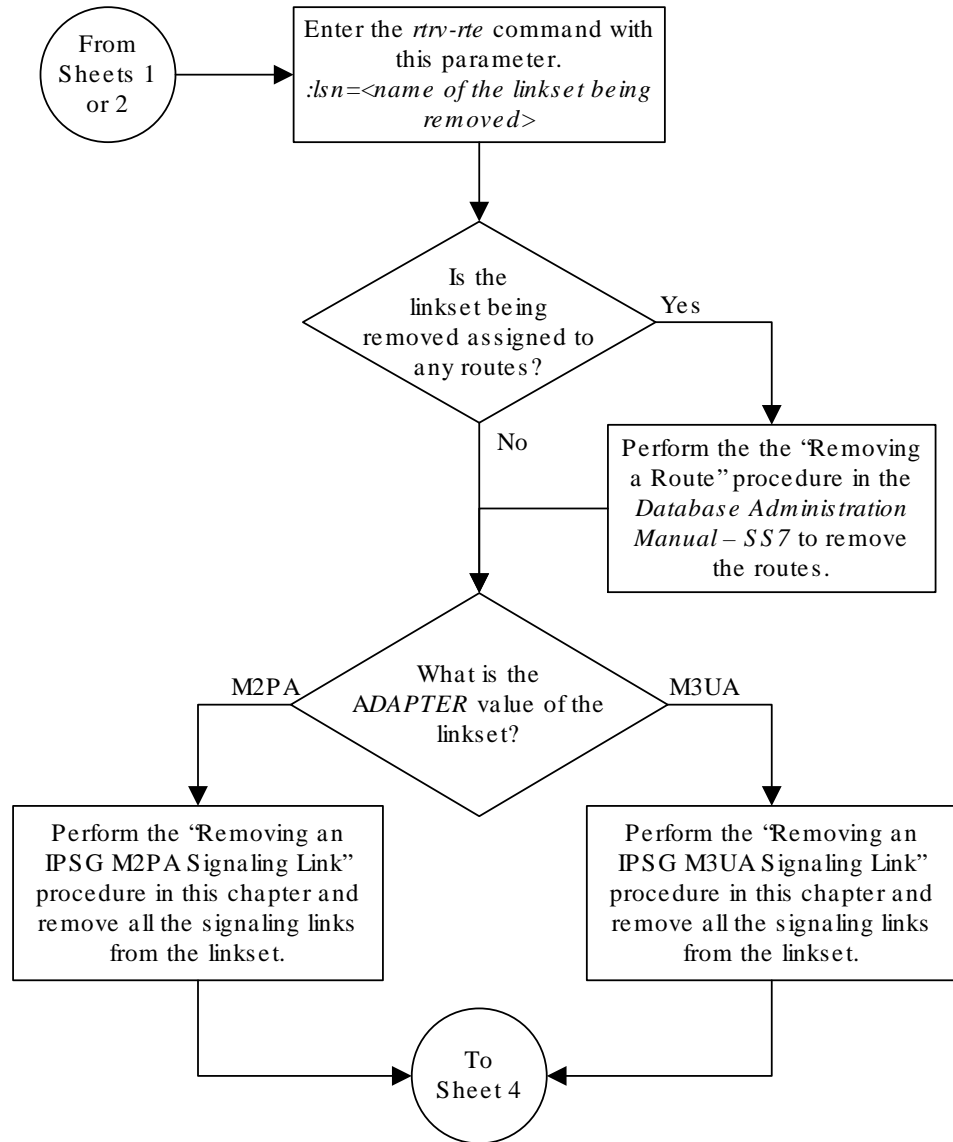 From
Sheets 1
or 2
Enter the rtrv-rte command with
this parameter.
:lsn=<name of the linkset being
removed>
Is the
linkset being
removed assigned to
any routes?
Yes
No
Perform the the “Removing
a Route” procedure in the
Database Administration
Manual – SS7 to remove
the routes.
What is the
ADAPTER value of the
linkset?
M2PA
M3UA
Perform the “Removing an
IPSG M2PA Signaling Link”
procedure in this chapter and
remove all the signaling links
from the linkset.
Perform the “Removing an
IPSG M3UA Signaling Link”
procedure in this chapter and
remove all the signaling links
from the linkset.
To
Sheet 4